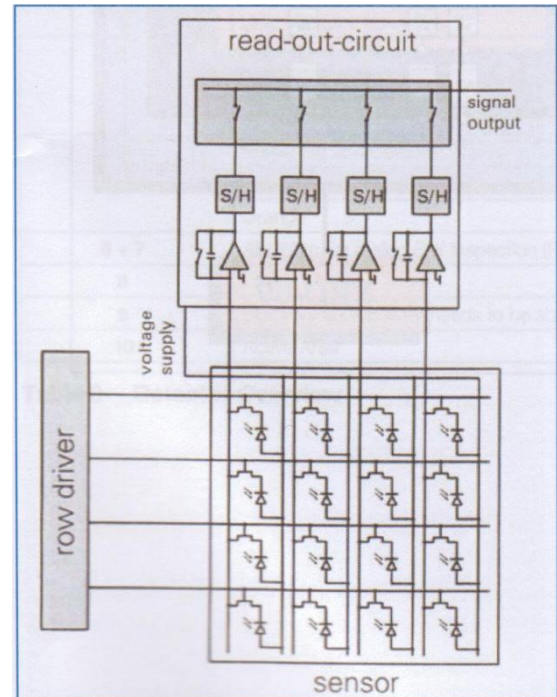 read-out-circuit
signal
output
S/H S/H S/H S/H
voltage
supply
row driver
sensor